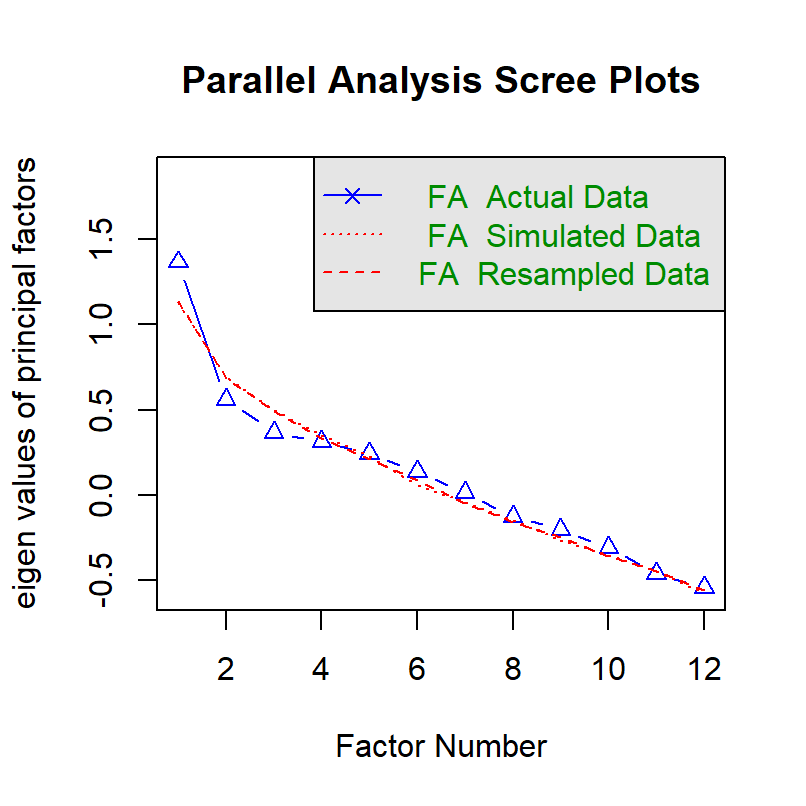 Parallel Analysis Scree Plots
eigen values of principal factors
1.5
1.0
0.5
0.0
-0.5
FA Actual Data
FA Simulated Data
FA Resampled Data
2 4 6 8 10 12
Factor Number